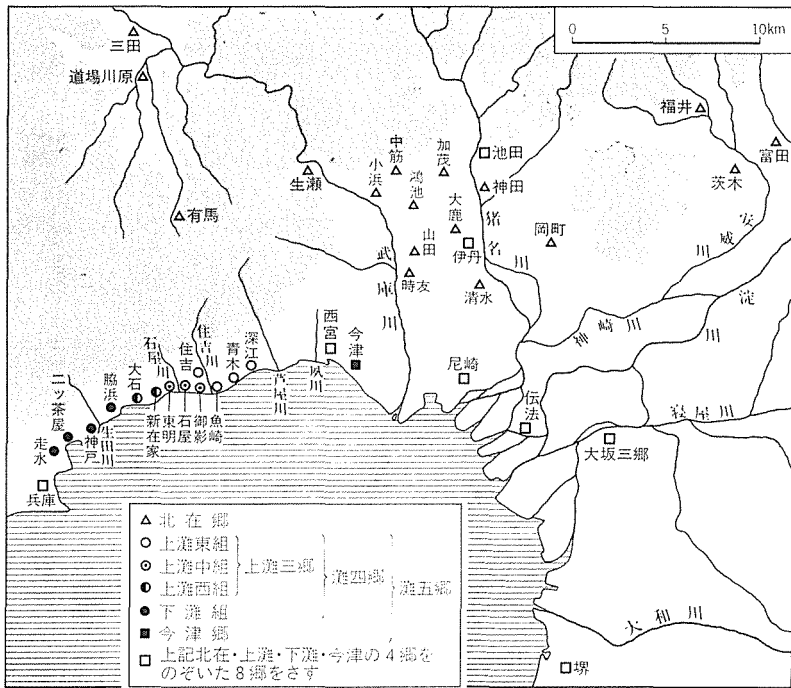 0 5 10km
三田
道場川原
有馬
生瀬
小浜
中筋
鴻池
加茂
大鹿
山田
時友
池田
神田
伊丹
清水
猪名川
岡町
福井
茨木
富田
安威川
淀川
神崎川
寝屋川
大和川
武庫川
西宮
今津
尼崎
伝法
大坂三郷
堺
夙川
芦屋川
深江
青木
住吉川
住吉
石屋川
魚崎
御影
石屋
東明
新在家
大石
脇浜
生田川
神戸
二ッ茶屋
走水
兵庫
北在郷
上灘東組
上灘中組
上灘西組
上灘三郷
灘四郷
灘五郷
下灘組
今津郷
上記北在・上灘・下灘・今津の4郷を
のぞいた8郷をさす